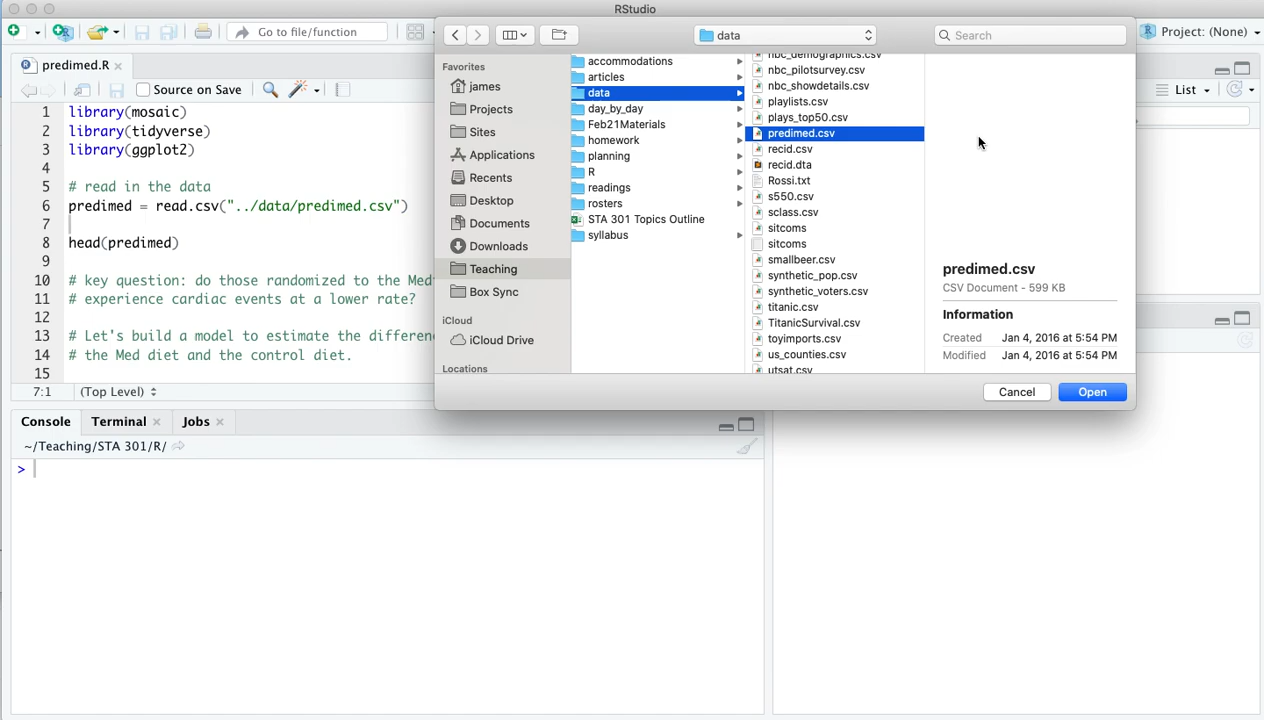 RStudio
Go to file/function
Project: (None)
predimed.R
Source on Save
1 library(mosaic)
2 library(tidyverse)
3 library(ggplot2)
4
5 # read in the data
6 predimed = read.csv("../data/predimed.csv")
7
8 head(predimed)
9
10 # key question: do those randomized to the Med
11 # experience cardiac events at a lower rate?
12
13 # Let's build a model to estimate the differen
14 # the Med diet and the control diet.
15
7:1 (Top Level)
Console Terminal Jobs
~/Teaching/STA 301/R/
>
data
Search
Favorites
james
Projects
Sites
Applications
Recents
Desktop
Documents
Downloads
Teaching
Box Sync
iCloud
iCloud Drive
Locations
accommodations
articles
data
day_by_day
Feb21Materials
homework
planning
R
readings
rosters
STA 301 Topics Outline
syllabus
nbc_demographics.csv
nbc_pilotsurvey.csv
nbc_showdetails.csv
playlists.csv
plays_top50.csv
predimed.csv
recid.csv
recid.dta
Rossi.txt
s550.csv
sclass.csv
sitcoms
sitcoms
smallbeer.csv
synthetic_pop.csv
synthetic_voters.csv
titanic.csv
TitanicSurvival.csv
toyimports.csv
us_counties.csv
utsat.csv
predimed.csv
CSV Document - 599 KB
Information
Created Jan 4, 2016 at 5:54 PM
Modified Jan 4, 2016 at 5:54 PM
Cancel Open
List